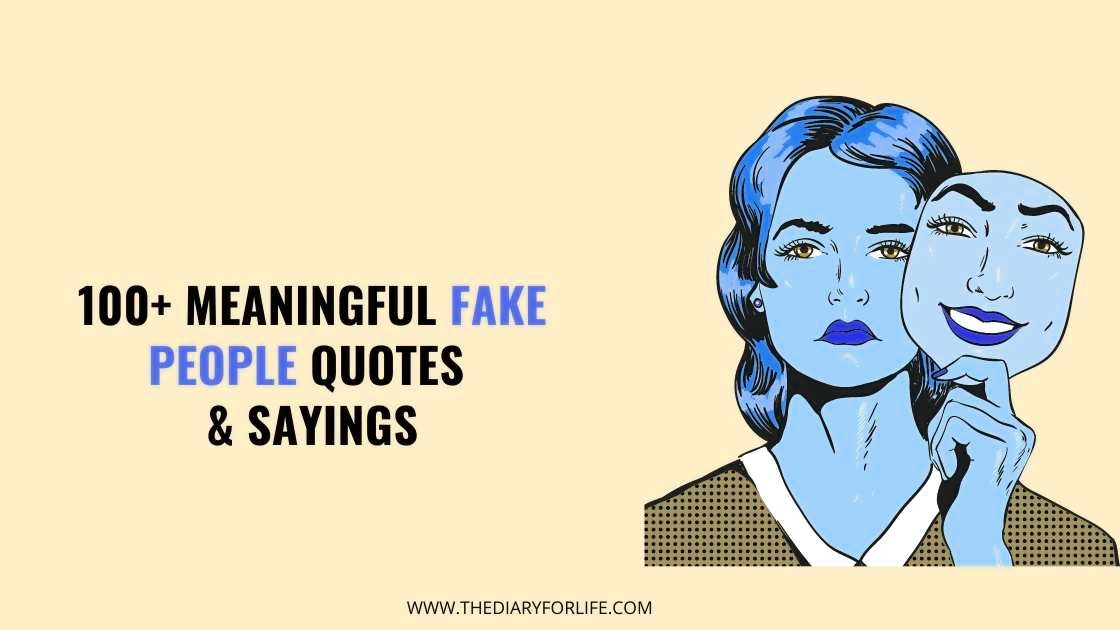 100+ MEANINGFUL FAKE
PEOPLE QUOTES
& SAYINGS
WWW.THEDIARYFORLIFE.COM